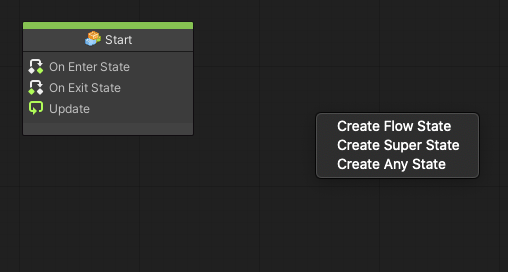 Start
On Enter State
On Exit State
Update
Create Flow State
Create Super State
Create Any State